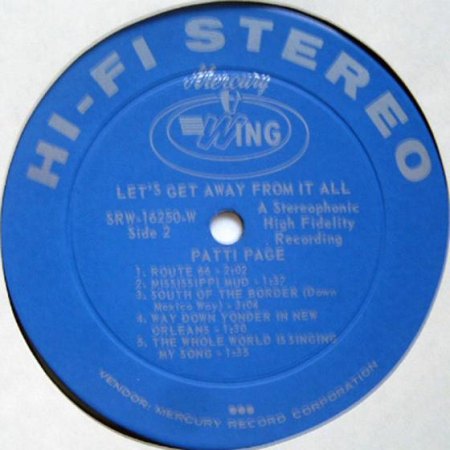 HI-FI STEREO
Mercury
WING
LET'S GET AWAY FROM IT ALL
SRW-16250-W
Side 2
A Stereophonic
High Fidelity
Recording
PATTI PAGE
1. ROUTE 66 - 2:02
2. MISSISSIPPI MUD - 1:37
3. SOUTH OF THE BORDER (Down
Mexico Way) - 3:04
4. WAY DOWN YONDER IN NEW
ORLEANS - 1:50
5. THE WHOLE WORLD IS SINGING
MY SONG - 1:35
VENDOR: MERCURY RECORD CORPORATION